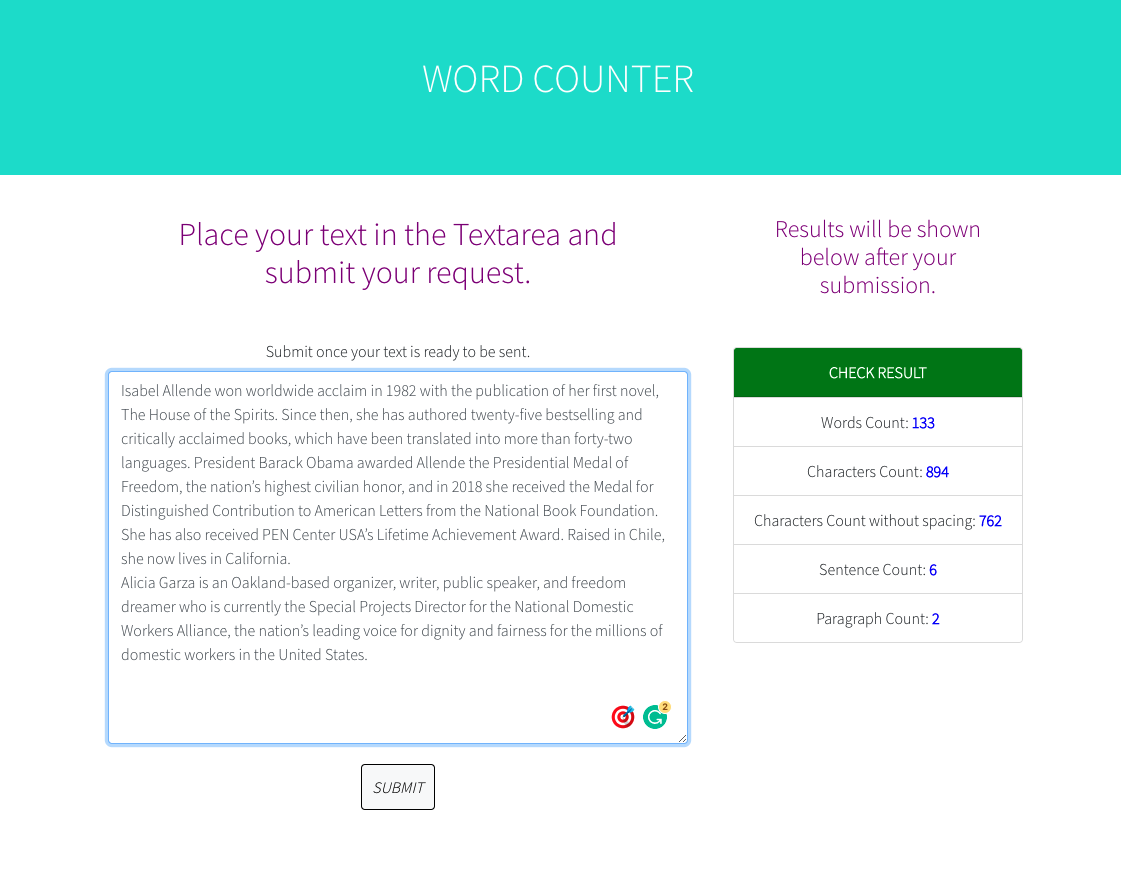 WORD COUNTER
Place your text in the Textarea and
submit your request.
Submit once your text is ready to be sent.
Isabel Allende won worldwide acclaim in 1982 with the publication of her first novel,
The House of the Spirits. Since then, she has authored twenty-five bestselling and
critically acclaimed books, which have been translated into more than forty-two
languages. President Barack Obama awarded Allende the Presidential Medal of
Freedom, the nation’s highest civilian honor, and in 2018 she received the Medal for
Distinguished Contribution to American Letters from the National Book Foundation.
She has also received PEN Center USA’s Lifetime Achievement Award. Raised in Chile,
she now lives in California.
Alicia Garza is an Oakland-based organizer, writer, public speaker, and freedom
dreamer who is currently the Special Projects Director for the National Domestic
Workers Alliance, the nation’s leading voice for dignity and fairness for the millions of
domestic workers in the United States.
2
SUBMIT
Results will be shown
below after your
submission.
CHECK RESULT
Words Count: 133
Characters Count: 894
Characters Count without spacing: 762
Sentence Count: 6
Paragraph Count: 2